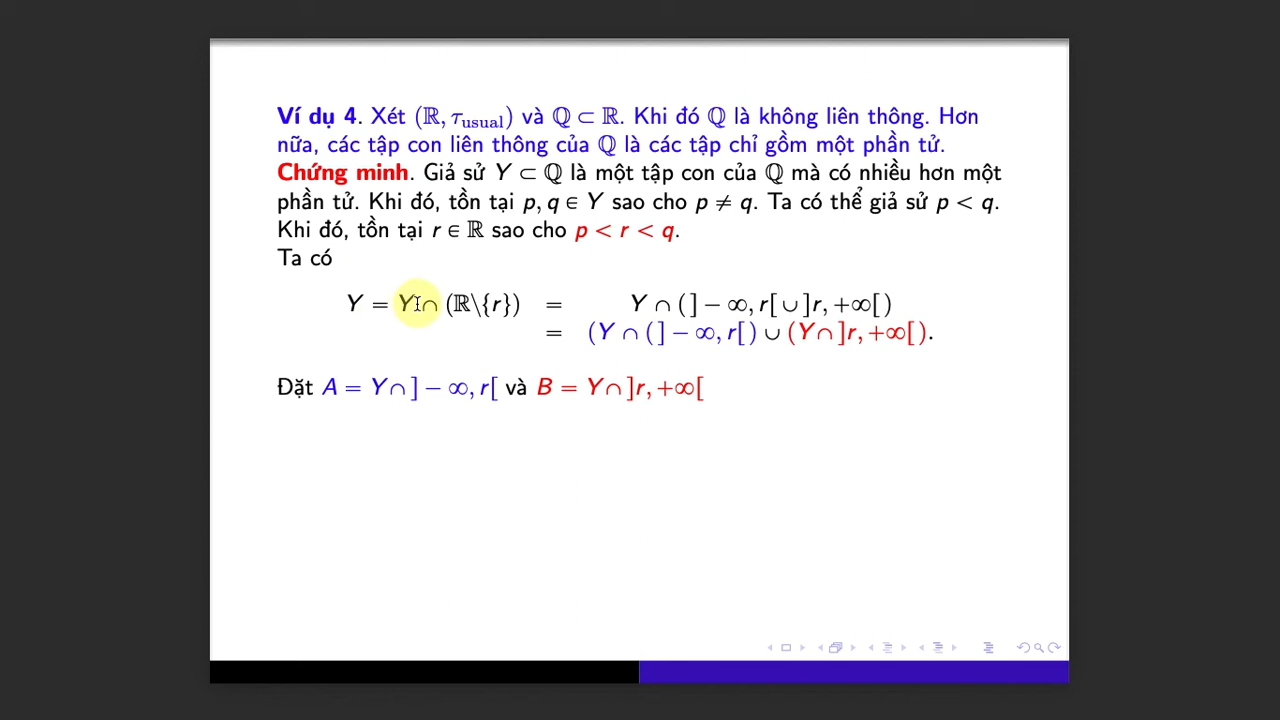 Ví dụ 4. Xét (ℝ, τusual) và ℚ ⊂ ℝ. Khi đó ℚ là không liên thông. Hơn
nữa, các tập con liên thông của ℚ là các tập chỉ gồm một phần tử.
Chứng minh. Giả sử Y ⊂ ℚ là một tập con của ℚ mà có nhiều hơn một
phần tử. Khi đó, tồn tại p, q ∈ Y sao cho p ≠ q. Ta có thể giả sử p < q.
Khi đó, tồn tại r ∈ ℝ sao cho p < r < q.
Ta có
Y = Y ∩ (ℝ\{r}) = Y ∩ (] − ∞, r[ ∪ ]r, +∞[)
= (Y ∩ (] − ∞, r[) ∪ (Y∩ ]r, +∞[).
Đặt A = Y∩ ] − ∞, r[ và B = Y∩ ]r, +∞[